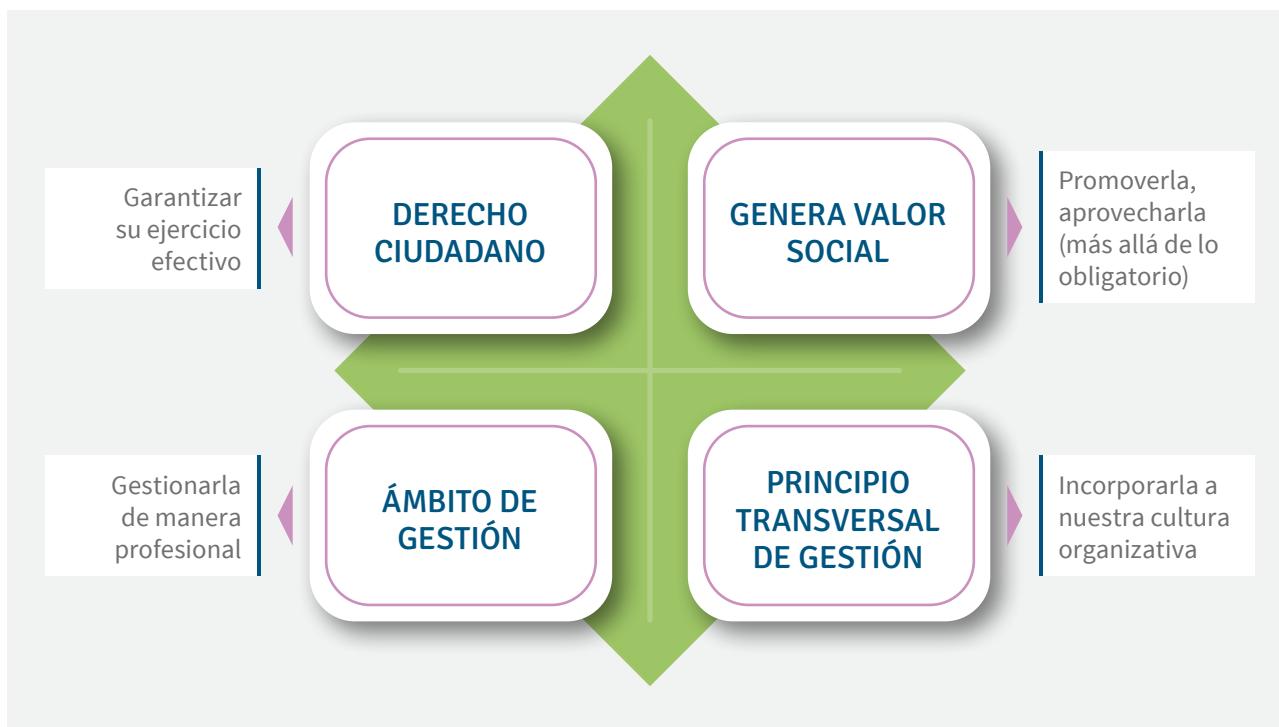 Garantizar
su ejercicio
efectivo
DERECHO
CIUDADANO
GENERA VALOR
SOCIAL
Promoverla,
aprovecharla
(más allá de lo
obligatorio)
Gestionarla
de manera
profesional
ÁMBITO DE
GESTIÓN
PRINCIPIO
TRANSVERSAL
DE GESTIÓN
Incorporarla a
nuestra cultura
organizativa